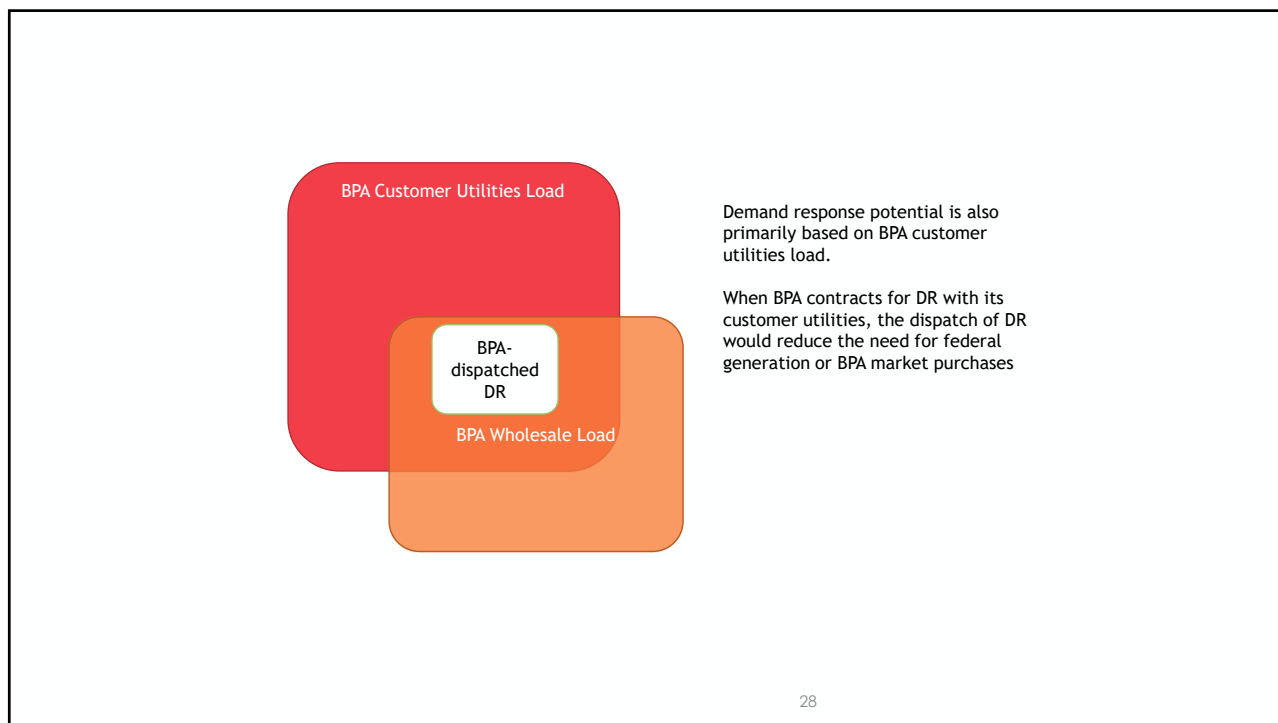 BPA Customer Utilities Load
BPA-
dispatched
DR
BPA Wholesale Load
Demand response potential is also
primarily based on BPA customer
utilities load.
When BPA contracts for DR with its
customer utilities, the dispatch of DR
would reduce the need for federal
generation or BPA market purchases
28